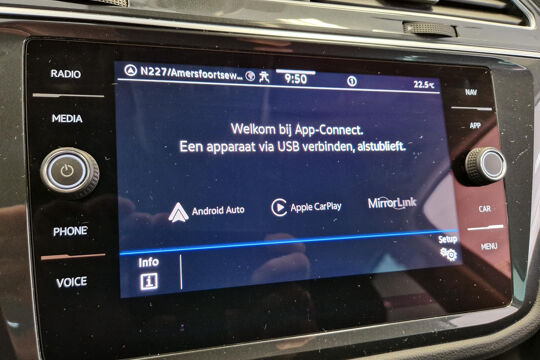 RADIO
MEDIA
PHONE
VOICE
N227/Amersfoortsew...
9:50
22.5°C
Welkom bij App-Connect.
Een apparaat via USB verbinden, alstublieft.
Android Auto
Apple CarPlay
MirrorLink
Info
Setup
NAV
APP
CAR
MENU